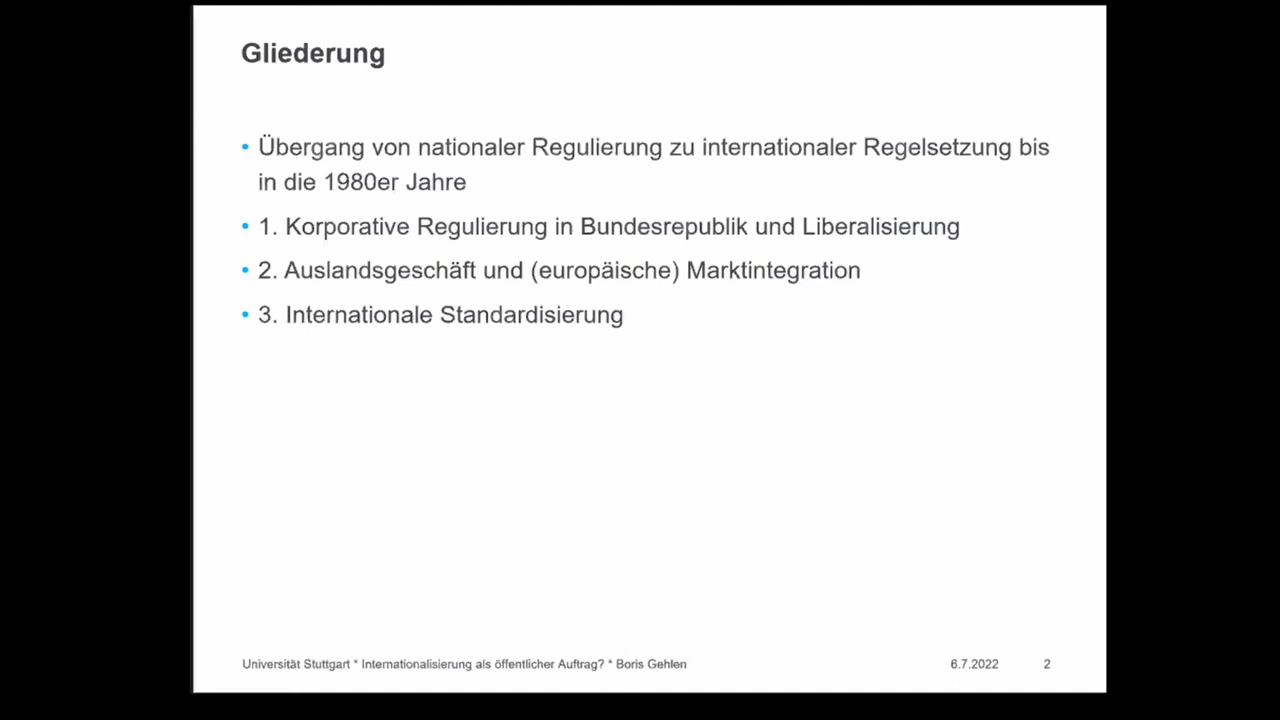 Gliederung
• Übergang von nationaler Regulierung zu internationaler Regelsetzung bis
in die 1980er Jahre
• 1. Korporative Regulierung in Bundesrepublik und Liberalisierung
• 2. Auslandsgeschäft und (europäische) Marktintegration
• 3. Internationale Standardisierung
Universität Stuttgart * Internationalisierung als öffentlicher Auftrag? * Boris Gehlen 6.7.2022 2